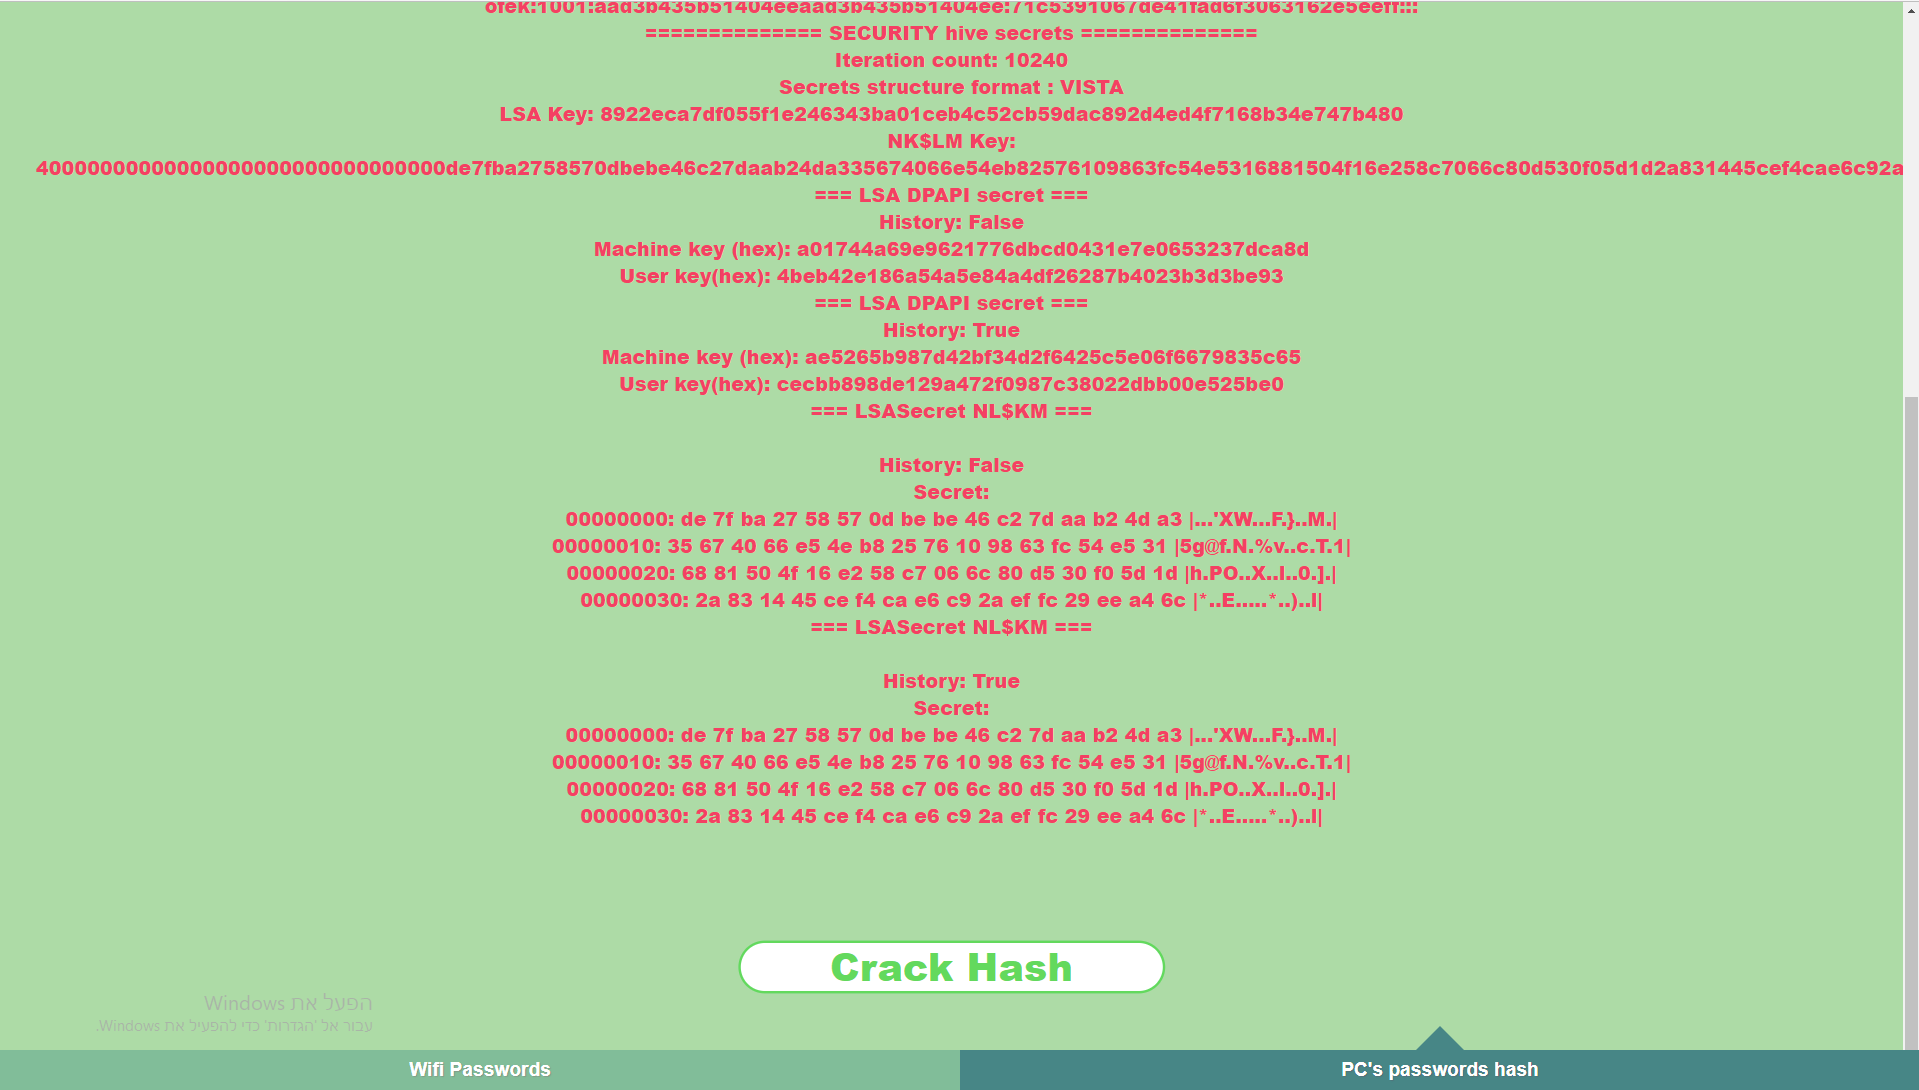 ofek:1001:aad3b435b51404eeaad3b435b51404ee:71c5391067de41fad6f3063162e5eeff:::
============== SECURITY hive secrets ==============
Iteration count: 10240
Secrets structure format : VISTA
LSA Key: 8922eca7df055f1e246343ba01ceb4c52cb59dac892d4ed4f7168b34e747b480
NK$LM Key:
40000000000000000000000000000000de7fba2758570dbebe46c27daab24da335674066e54eb82576109863fc54e5316881504f16e258c7066c80d530f05d1d2a831445cef4cae6c92a
=== LSA DPAPI secret ===
History: False
Machine key (hex): a01744a69e9621776dbcd0431e7e0653237dca8d
User key(hex): 4beb42e186a54a5e84a4df26287b4023b3d3be93
=== LSA DPAPI secret ===
History: True
Machine key (hex): ae5265b987d42bf34d2f6425c5e06f6679835c65
User key(hex): cecbb898de129a472f0987c38022dbb00e525be0
=== LSASecret NL$KM ===
History: False
Secret:
00000000: de 7f ba 27 58 57 0d be be 46 c2 7d aa b2 4d a3 |...'XW...F.}..M.|
00000010: 35 67 40 66 e5 4e b8 25 76 10 98 63 fc 54 e5 31 |5g@f.N.%v..c.T.1|
00000020: 68 81 50 4f 16 e2 58 c7 06 6c 80 d5 30 f0 5d 1d |h.PO..X..l..0.].|
00000030: 2a 83 14 45 ce f4 ca e6 c9 2a ef fc 29 ee a4 6c |*..E.....*..)..l|
=== LSASecret NL$KM ===
History: True
Secret:
00000000: de 7f ba 27 58 57 0d be be 46 c2 7d aa b2 4d a3 |...'XW...F.}..M.|
00000010: 35 67 40 66 e5 4e b8 25 76 10 98 63 fc 54 e5 31 |5g@f.N.%v..c.T.1|
00000020: 68 81 50 4f 16 e2 58 c7 06 6c 80 d5 30 f0 5d 1d |h.PO..X..l..0.].|
00000030: 2a 83 14 45 ce f4 ca e6 c9 2a ef fc 29 ee a4 6c |*..E.....*..)..l|
Crack Hash
הפעל את Windows
עבור אל 'הגדרות' כדי להפעיל את Windows.
Wifi Passwords
PC's passwords hash